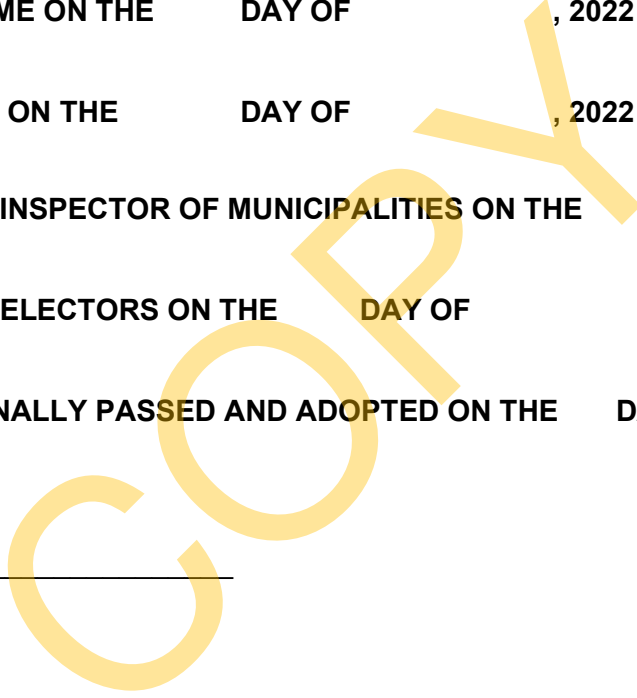 ME ON THE DAY OF , 2022
ON THE DAY OF , 2022
INSPECTOR OF MUNICIPALITIES ON THE
ELECTORS ON THE DAY OF
NALLY PASSED AND ADOPTED ON THE D
COPY